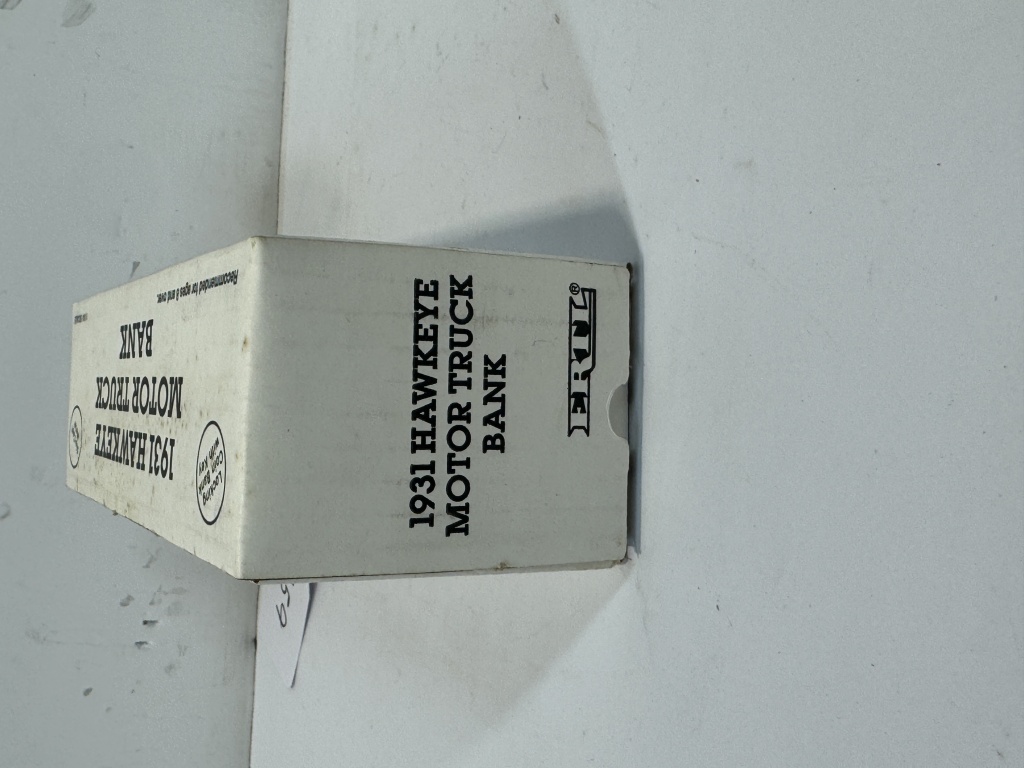 1931 HAWKEYE
MOTOR TRUCK
BANK
ERTL®
1931 HAWKEYE
MOTOR TRUCK
BANK
Locking
Coin Bank
with Key
Recommended for ages 8 and over.